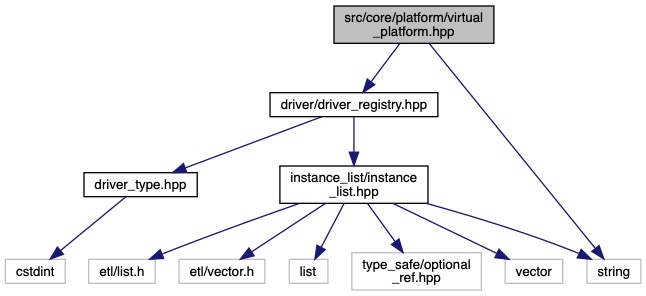 src/core/platform/virtual
_platform.hpp
driver/driver_registry.hpp
driver_type.hpp
instance_list/instance
_list.hpp
cstdint
etl/list.h
etl/vector.h
list
type_safe/optional
_ref.hpp
vector
string